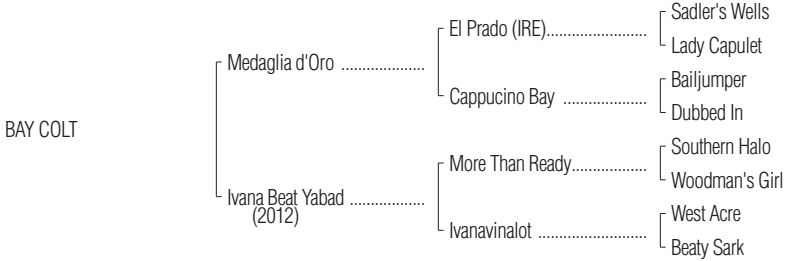 Sadler's Wells
El Prado (IRE)........................
Lady Capulet
Medaglia d'Oro ....................
Bailjumper
Cappucino Bay ....................
Dubbed In
BAY COLT
Southern Halo
More Than Ready..................
Woodman's Girl
Ivana Beat Yabad ..................
(2012)
West Acre
Ivanavinalot ..........................
Beaty Sark